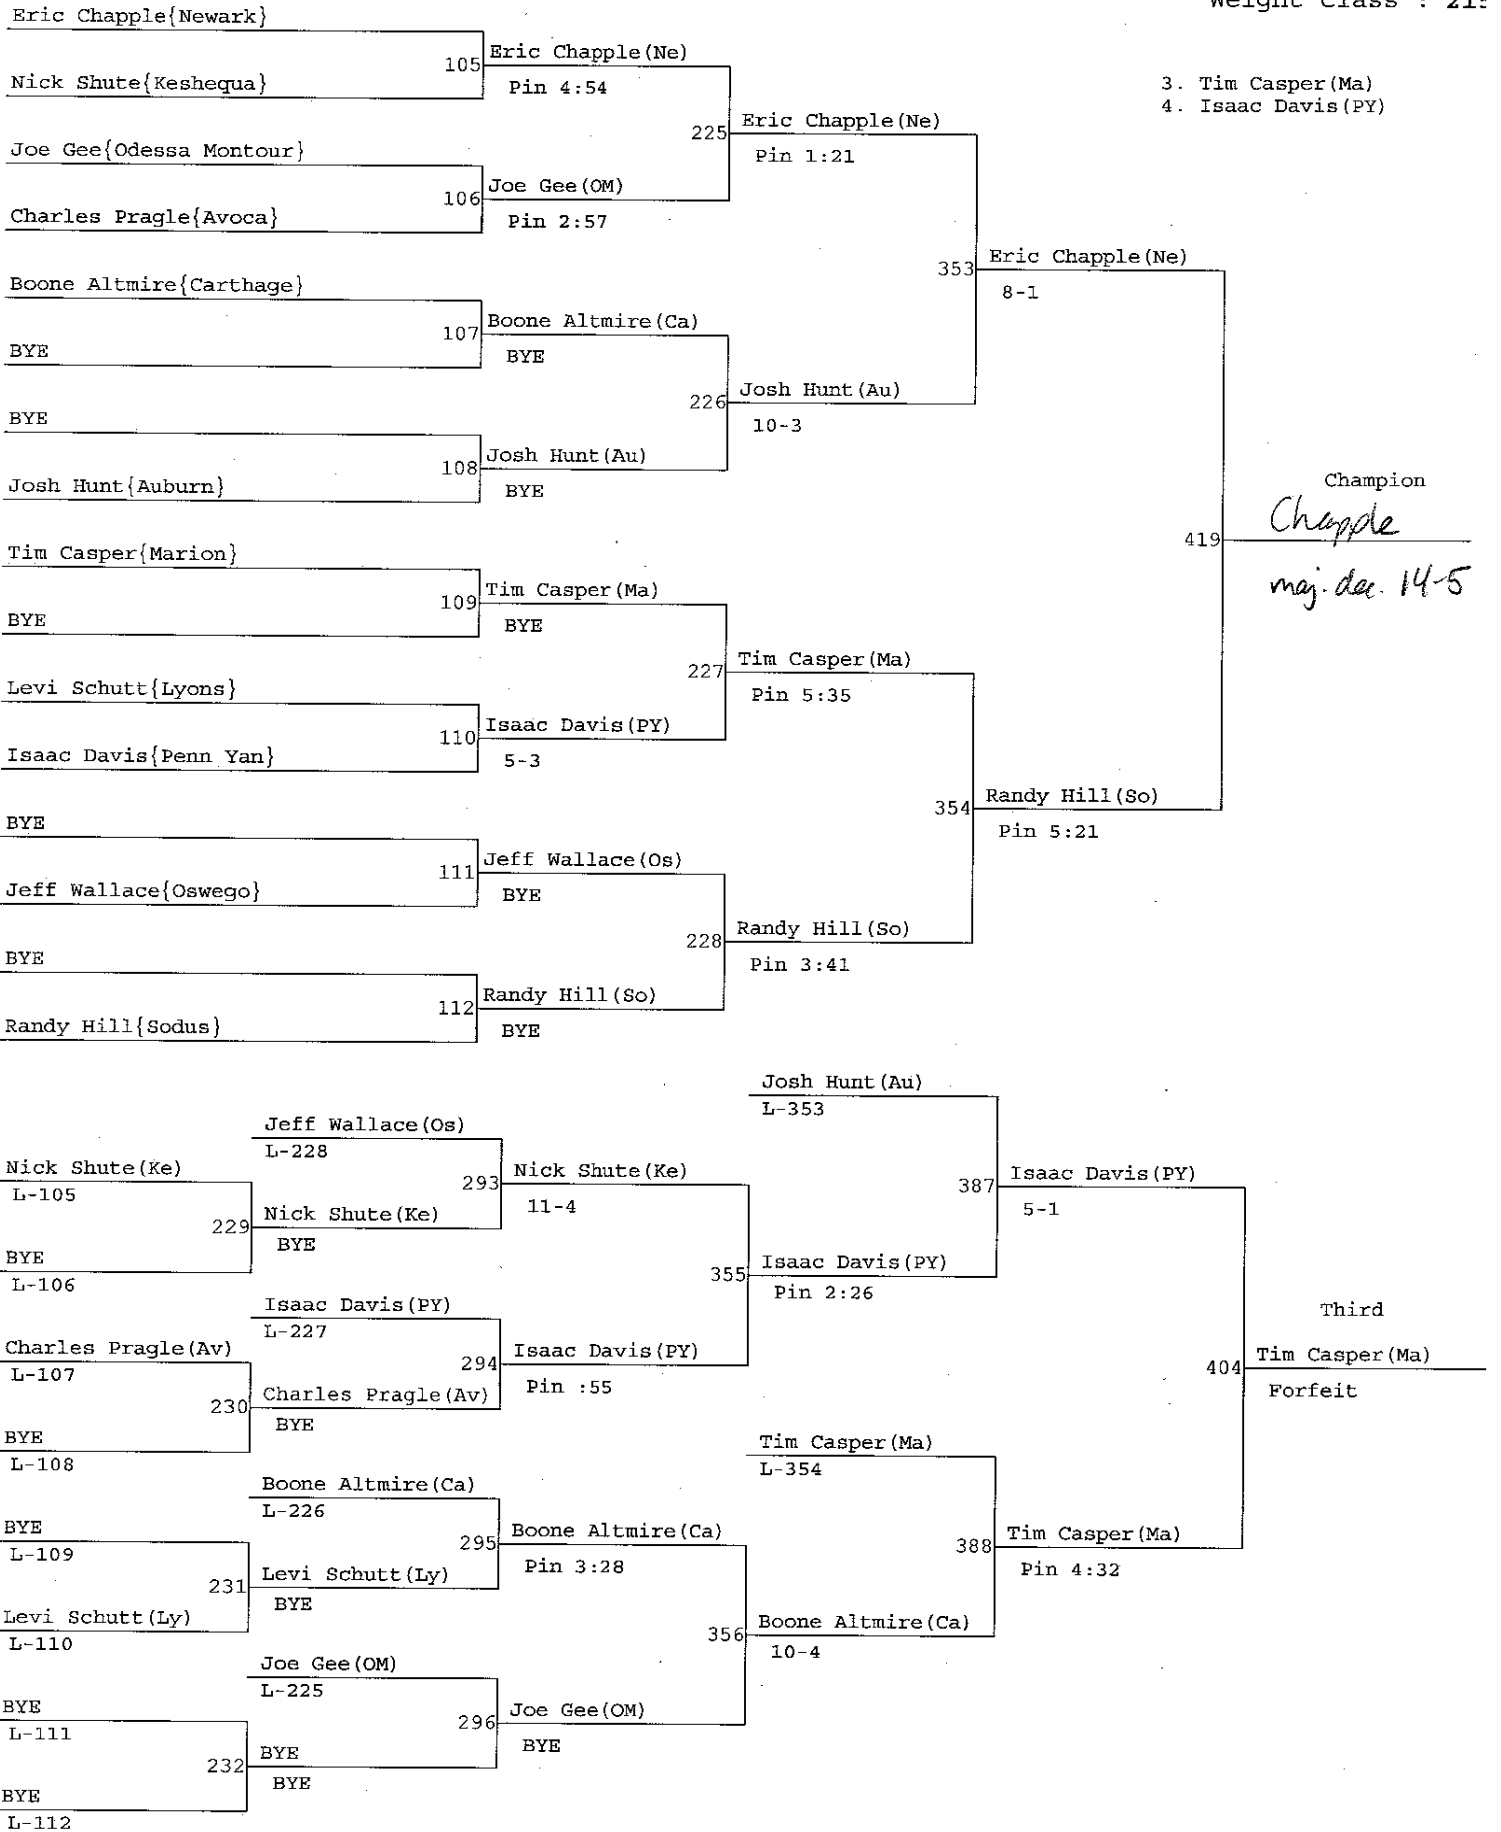 Weight Class : 215
Eric Chapple{Newark}
105
Eric Chapple(Ne)
Pin 4:54
Nick Shute{Keshequa}
3. Tim Casper(Ma)
4. Isaac Davis(PY)
225
Eric Chapple(Ne)
Pin 1:21
Joe Gee{Odessa Montour}
106
Joe Gee(OM)
Pin 2:57
Charles Pragle{Avoca}
353
Eric Chapple(Ne)
8-1
Boone Altmire{Carthage}
107
Boone Altmire(Ca)
BYE
BYE
226
Josh Hunt(Au)
10-3
BYE
108
Josh Hunt(Au)
BYE
Josh Hunt{Auburn}
Champion
419
Chapple
maj. dec. 14-5
Tim Casper{Marion}
109
Tim Casper(Ma)
BYE
BYE
227
Tim Casper(Ma)
Pin 5:35
Levi Schutt{Lyons}
110
Isaac Davis(PY)
5-3
Isaac Davis{Penn Yan}
354
Randy Hill(So)
Pin 5:21
BYE
111
Jeff Wallace(Os)
BYE
Jeff Wallace{Oswego}
228
Randy Hill(So)
Pin 3:41
BYE
112
Randy Hill(So)
BYE
Randy Hill{Sodus}
Josh Hunt(Au)
L-353
Jeff Wallace(Os)
L-228
Nick Shute(Ke)
L-105
293
Nick Shute(Ke)
11-4
387
Isaac Davis(PY)
5-1
229
Nick Shute(Ke)
BYE
BYE
L-106
355
Isaac Davis(PY)
Pin 2:26
Isaac Davis(PY)
L-227
Third
Charles Pragle(Av)
L-107
294
Isaac Davis(PY)
Pin :55
404
Tim Casper(Ma)
Forfeit
230
Charles Pragle(Av)
BYE
BYE
L-108
Tim Casper(Ma)
L-354
Boone Altmire(Ca)
L-226
BYE
L-109
295
Boone Altmire(Ca)
Pin 3:28
388
Tim Casper(Ma)
Pin 4:32
231
Levi Schutt(Ly)
BYE
Levi Schutt(Ly)
L-110
356
Boone Altmire(Ca)
10-4
Joe Gee(OM)
L-225
BYE
L-111
296
Joe Gee(OM)
BYE
232
BYE
BYE
BYE
L-112